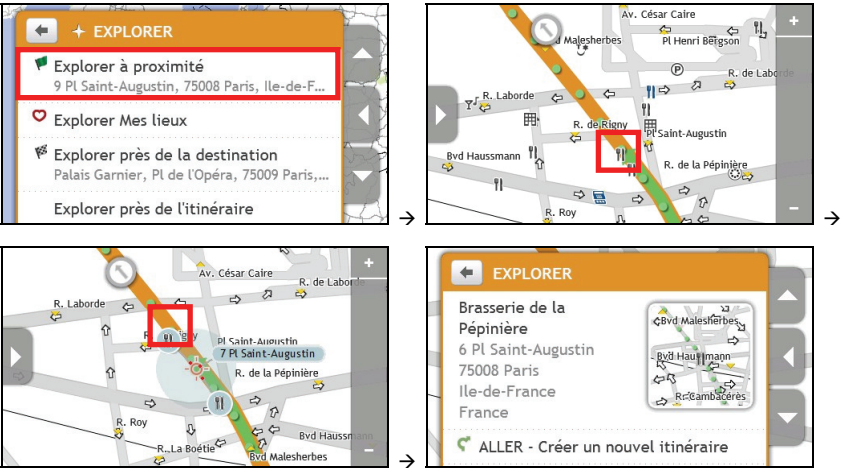 EXPLORER
Explorer à proximité
9 Pl Saint-Augustin, 75008 Paris, Ile-de-F...
Explorer Mes lieux
Explorer près de la destination
Palais Garnier, Pl de l'Opéra, 75009 Paris,...
Explorer près de l'itinéraire
→
Av. César Caire
Malesherbes
Pl Henri Bergson
P
R. de Labor
R. Laborde
R. de Rigny
Pl Saint-Augustin
Bvd Haussmann
R. de la Pépinière
R. Roy
+
-
→
Av. César Caire
R. de Labor
R. Laborde
Pl Saint-Augustin
7 Pl Saint-Augustin
R. de la Pépinière
R. Roy
R. La Boétie
Bvd Haussm
Bvd Malesherbes
+
-
→
EXPLORER
Brasserie de la
Pépinière
6 Pl Saint-Augustin
75008 Paris
Ile-de-France
France
Bvd Malesherbes
Bvd Haussmann
R. Cambacérès
ALLER - Créer un nouvel itinéraire